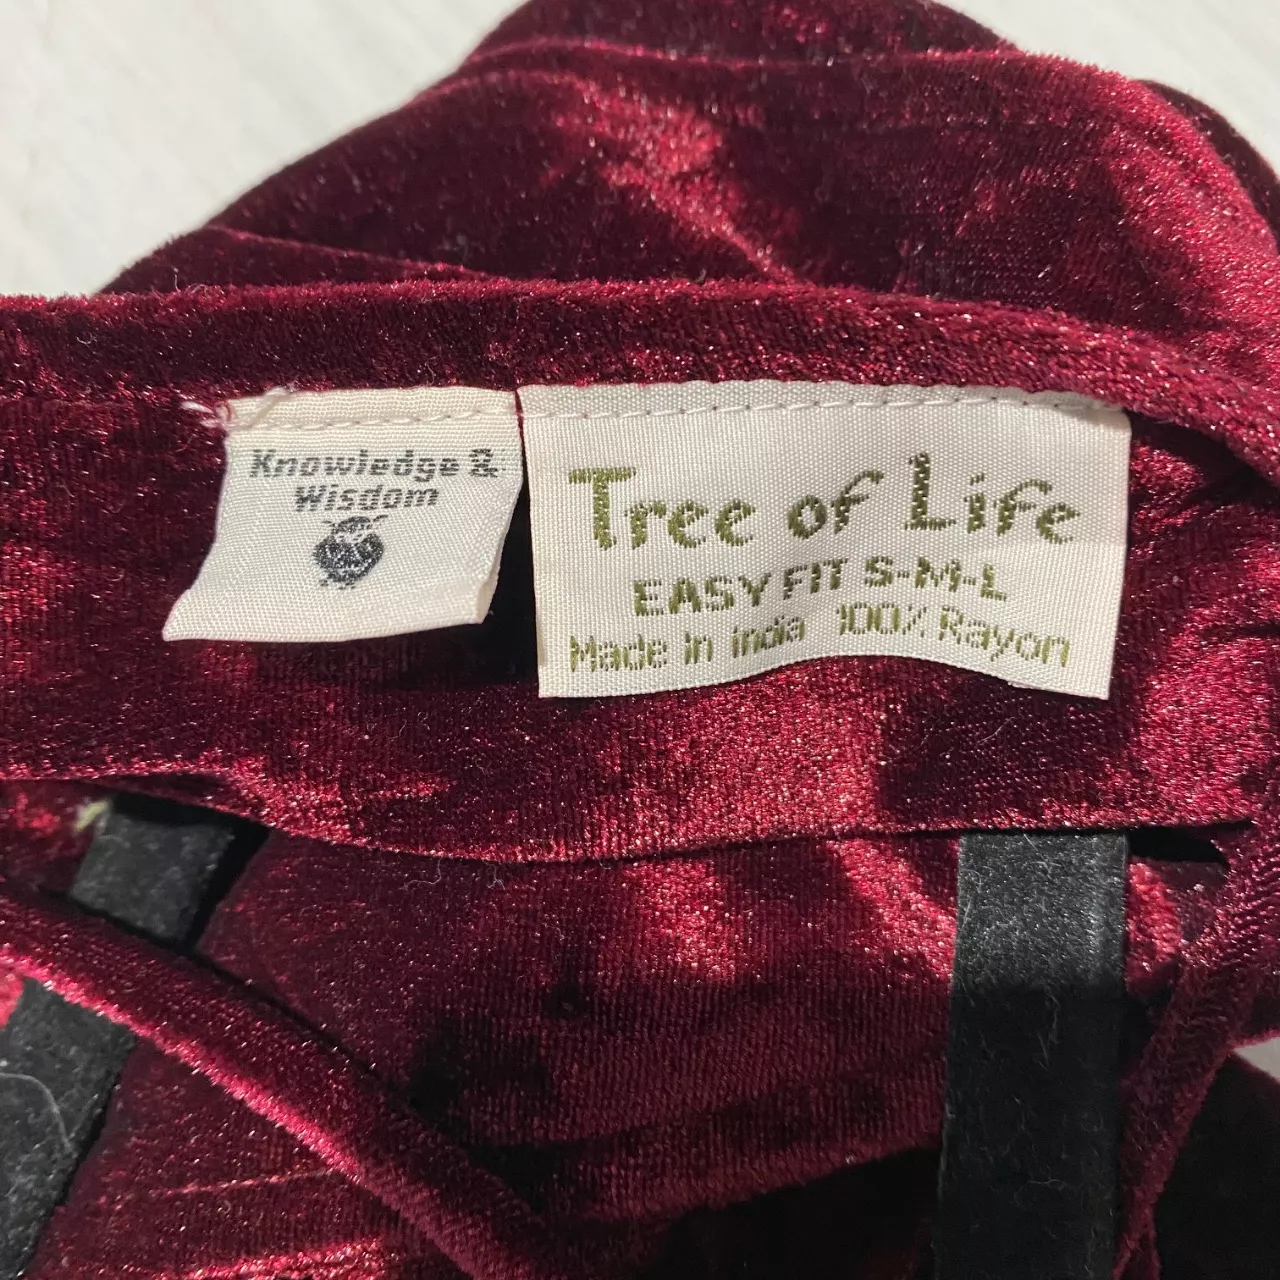 Knowledge &
Wisdom
Tree of Life
EASY FIT S-M-L
Made in india 100% Rayon